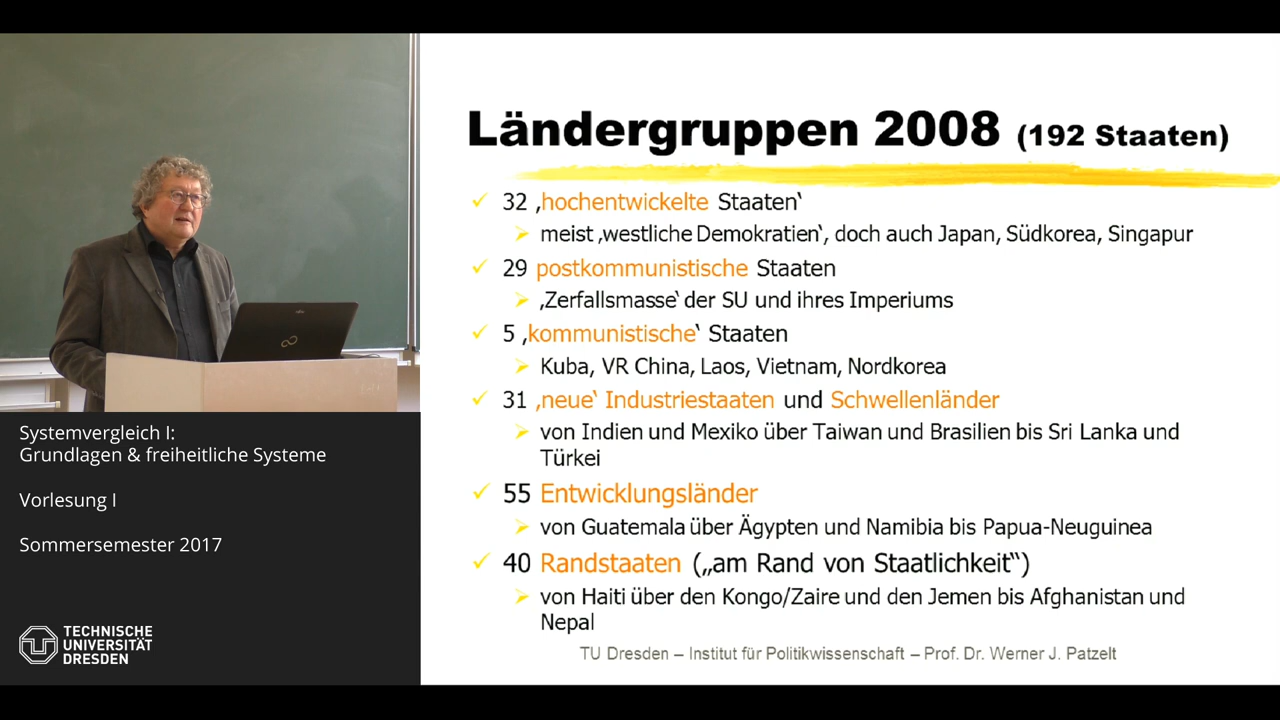 Ländergruppen 2008 (192 Staaten)
32 ‚hochentwickelte Staaten‘
meist ‚westliche Demokratien‘, doch auch Japan, Südkorea, Singapur
29 postkommunistische Staaten
‚Zerfallsmasse‘ der SU und ihres Imperiums
5 ‚kommunistische‘ Staaten
Kuba, VR China, Laos, Vietnam, Nordkorea
31 ‚neue‘ Industriestaaten und Schwellenländer
von Indien und Mexiko über Taiwan und Brasilien bis Sri Lanka und
Türkei
55 Entwicklungsländer
von Guatemala über Ägypten und Namibia bis Papua-Neuguinea
40 Randstaaten („am Rand von Staatlichkeit“)
von Haiti über den Kongo/Zaire und den Jemen bis Afghanistan und
Nepal
TU Dresden – Institut für Politikwissenschaft – Prof. Dr. Werner J. Patzelt
Systemvergleich I:
Grundlagen & freiheitliche Systeme
Vorlesung I
Sommersemester 2017
TECHNISCHE
UNIVERSITÄT
DRESDEN